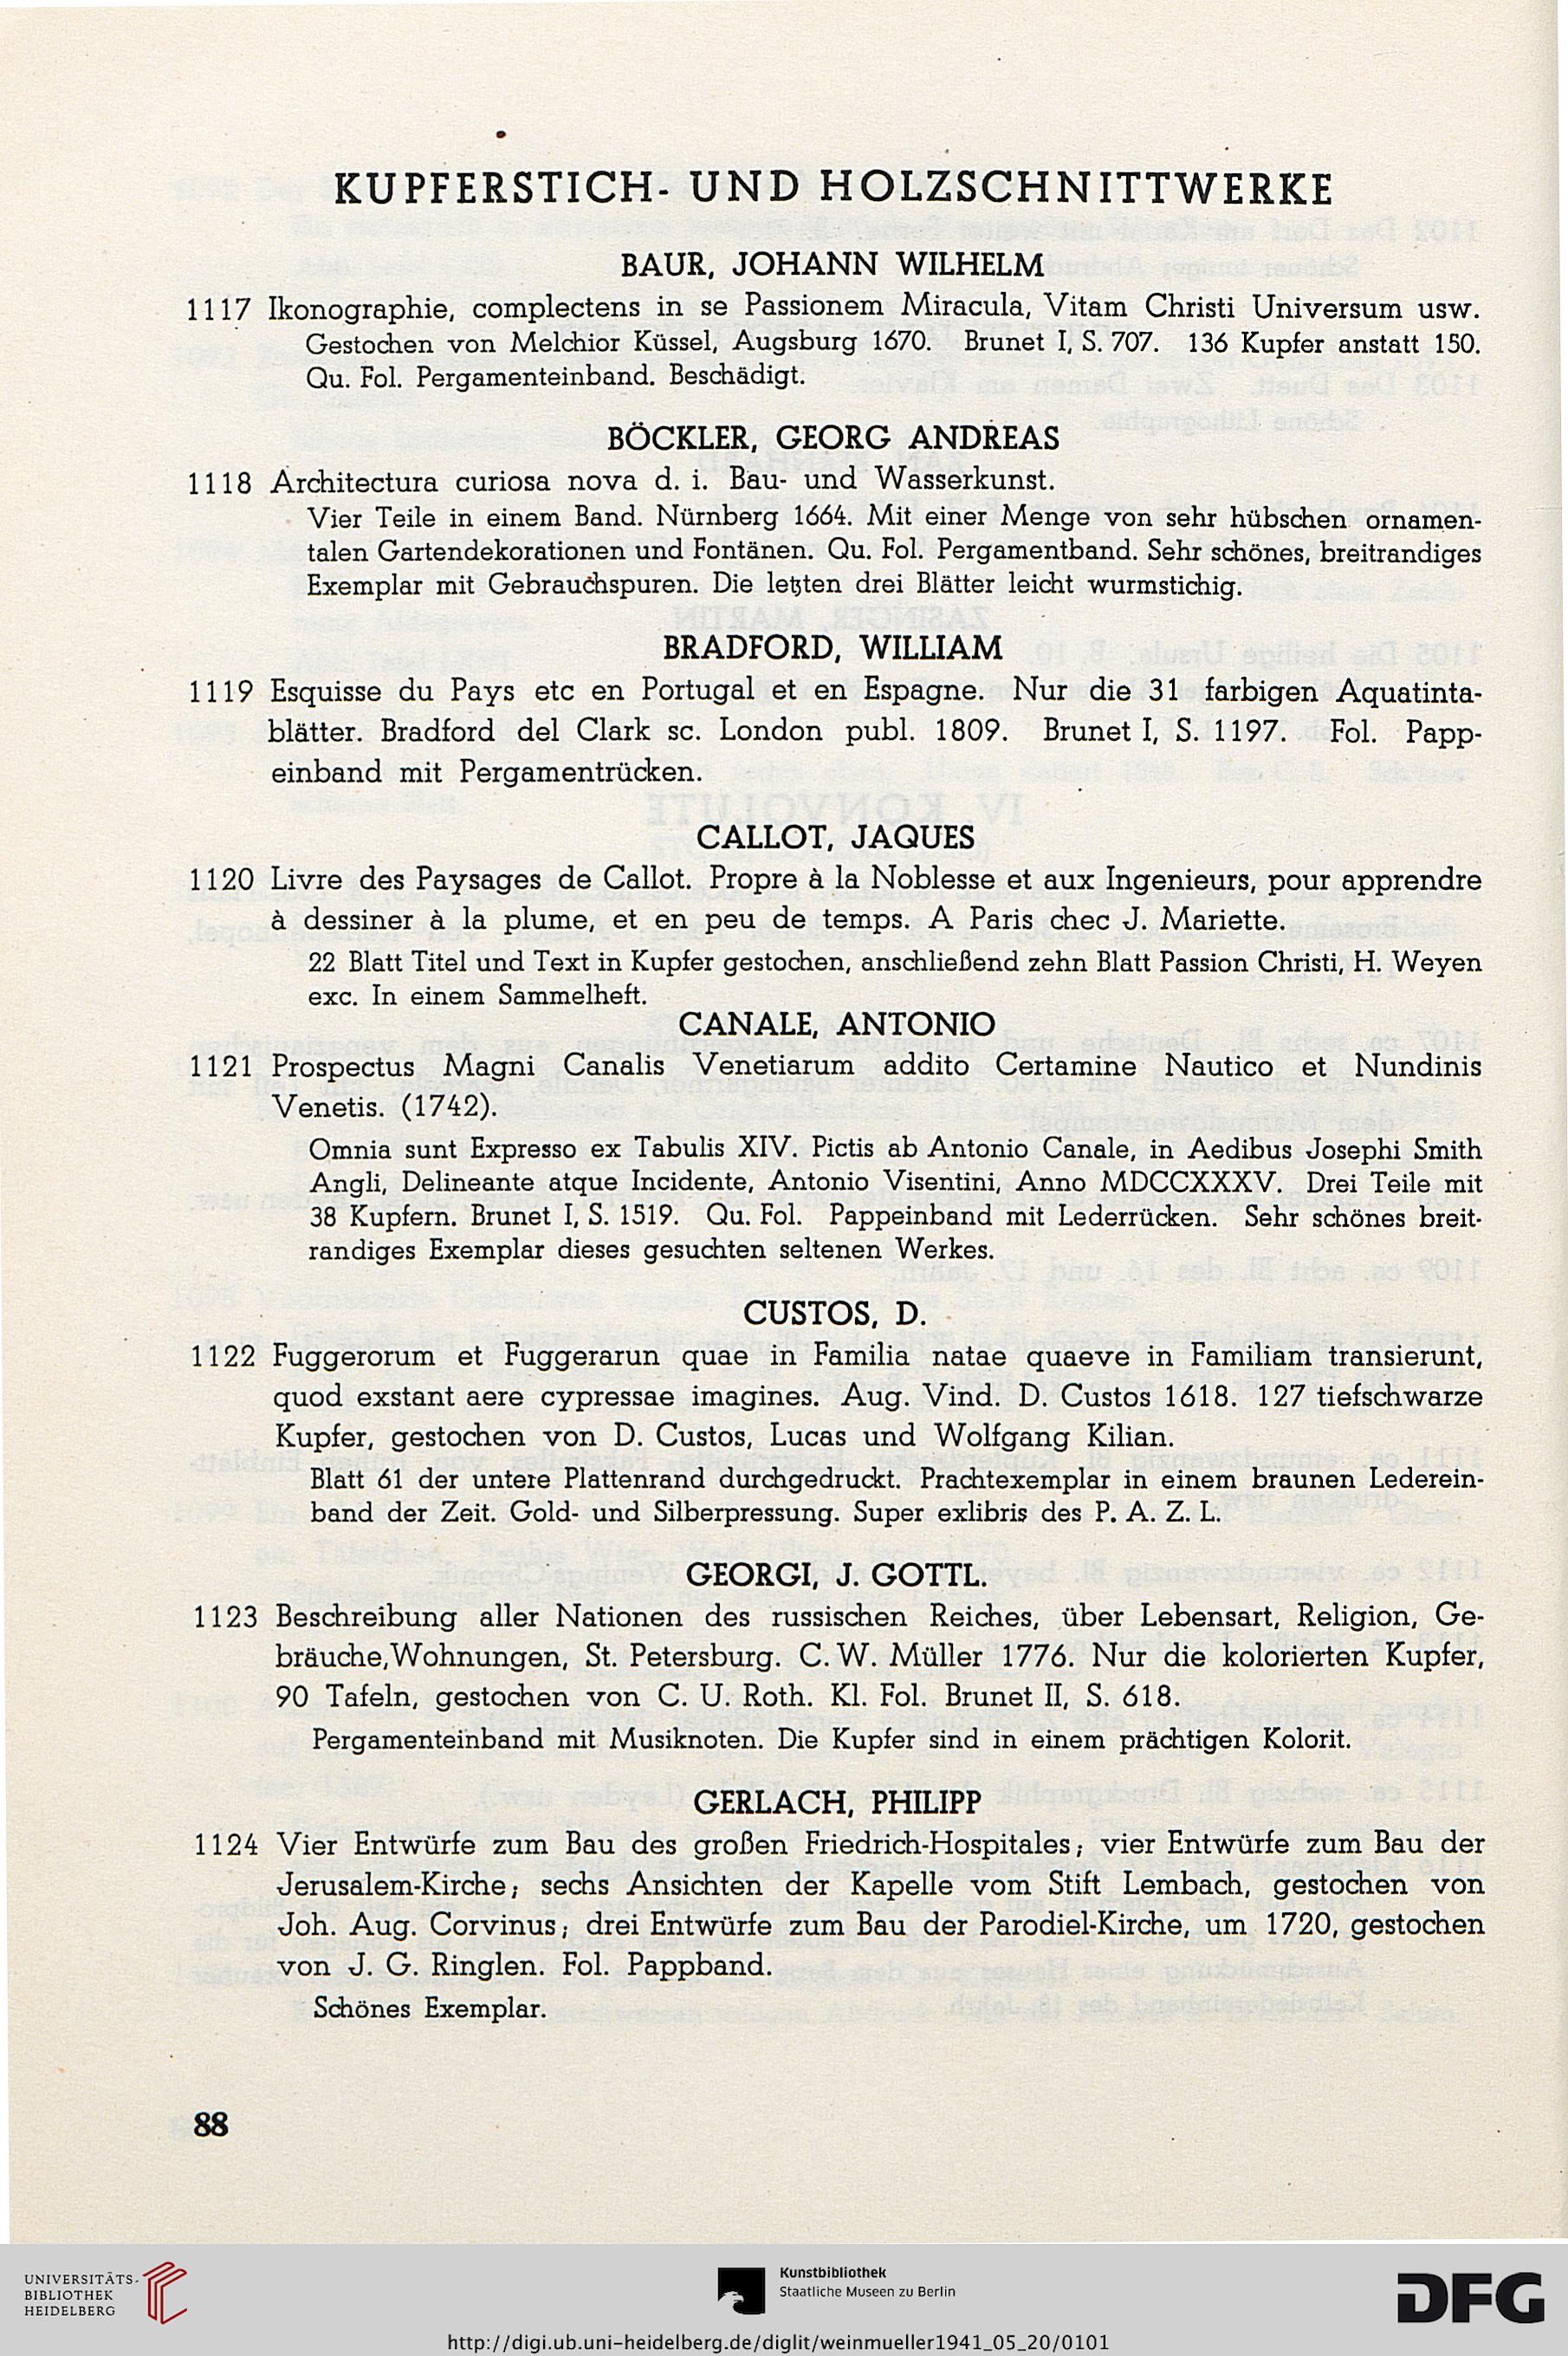 KUPFERSTICH- UND HOLZSCHNITTWERKE
BAUR, JOHANN WILHELM
1117 Ikonographie, complectens in se Passionem Miracula, Vitam Christi Universum usw.
Gestochen von Melchior Küssel, Augsburg 1670. Brunet I, S. 707. 136 Kupfer anstatt 150.
Qu. Fol. Pergamenteinband. Beschädigt.
BÖCKLER, GEORG ANDREAS
1118 Architectura curiosa nova d. i. Bau- und Wasserkunst.
Vier Teile in einem Band. Nürnberg 1664. Mit einer Menge von sehr hübschen ornamen-
talen Gartendekorationen und Fontänen. Qu. Fol. Pergamentband. Sehr schönes, breitrandiges
Exemplar mit Gebrauchspuren. Die letzten drei Blätter leicht wurmstichig.
BRADFORD, WILLIAM
1119 Esquisse du Pays etc en Portugal et en Espagne. Nur die 31 farbigen Aquatinta-
blätter. Bradford del Clark sc. London publ. 1809. Brunet I, S. 1197. Fol. Papp-
einband mit Pergamentrücken.
CALLOT, JAQUES
1120 Livre des Paysages de Callot. Propre à la Noblesse et aux Ingenieurs, pour apprendre
à dessiner à la plume, et en peu de temps. A Paris chec J. Mariette.
22 Blatt Titel und Text in Kupfer gestochen, anschließend zehn Blatt Passion Christi, H. Weyen
exc. In einem Sammelheft.
CANALE, ANTONIO
1121 Prospectus Magni Canalis Venetiarum addito Certamine Nautico et Nundinis
Venetis. (1742).
Omnia sunt Expresso ex Tabulis XIV. Pictis ab Antonio Canale, in Aedibus Josephi Smith
Angli, Delineante atque Incidente, Antonio Visentini, Anno MDCCXXXV. Drei Teile mit
38 Kupfern. Brunet I, S. 1519. Qu. Fol. Pappeinband mit Lederrücken. Sehr schönes breit-
randiges Exemplar dieses gesuchten seltenen Werkes.
CUSTOS, D.
1122 Fuggerorum et Fuggerarun quae in Familia natae quaeve in Familiam transierunt,
quod exstant aere cypressae imagines. Aug. Vind. D. Custos 1618. 127 tiefschwarze
Kupfer, gestochen von D. Custos, Lucas und Wolfgang Kilian.
Blatt 61 der untere Plattenrand durchgedruckt. Prachtexemplar in einem braunen Lederein-
band der Zeit. Gold- und Silberpressung. Super exlibris des P. A. Z. L.
GEORGI, J. GOTTL.
1123 Beschreibung aller Nationen des russischen Reiches, über Lebensart, Religion, Ge-
bräuche, Wohnungen, St. Petersburg. C. W. Müller 1776. Nur die kolorierten Kupfer,
90 Tafeln, gestochen von C. U. Roth. Kl. Fol. Brunet II, S. 618.
Pergamenteinband mit Musiknoten. Die Kupfer sind in einem prächtigen Kolorit.
GERLACH, PHILIPP
1124 Vier Entwürfe zum Bau des großen Friedrich-Hospitales; vier Entwürfe zum Bau der
Jerusalem-Kirche; sechs Ansichten der Kapelle vom Stift Lembach, gestochen von
Joh. Aug. Corvinus; drei Entwürfe zum Bau der Parodiel-Kirche, um 1720, gestochen
von J. G. Ringlen. Fol. Pappband.
Schönes Exemplar.
88
UNIVERSITÄTS-
BIBLIOTHEK
HEIDELBERG
Kunstbibliothek
Staatliche Museen zu Berlin
DFG
http://digi.ub.uni-heidelberg.de/diglit/weinmueller1941_05_20/0101